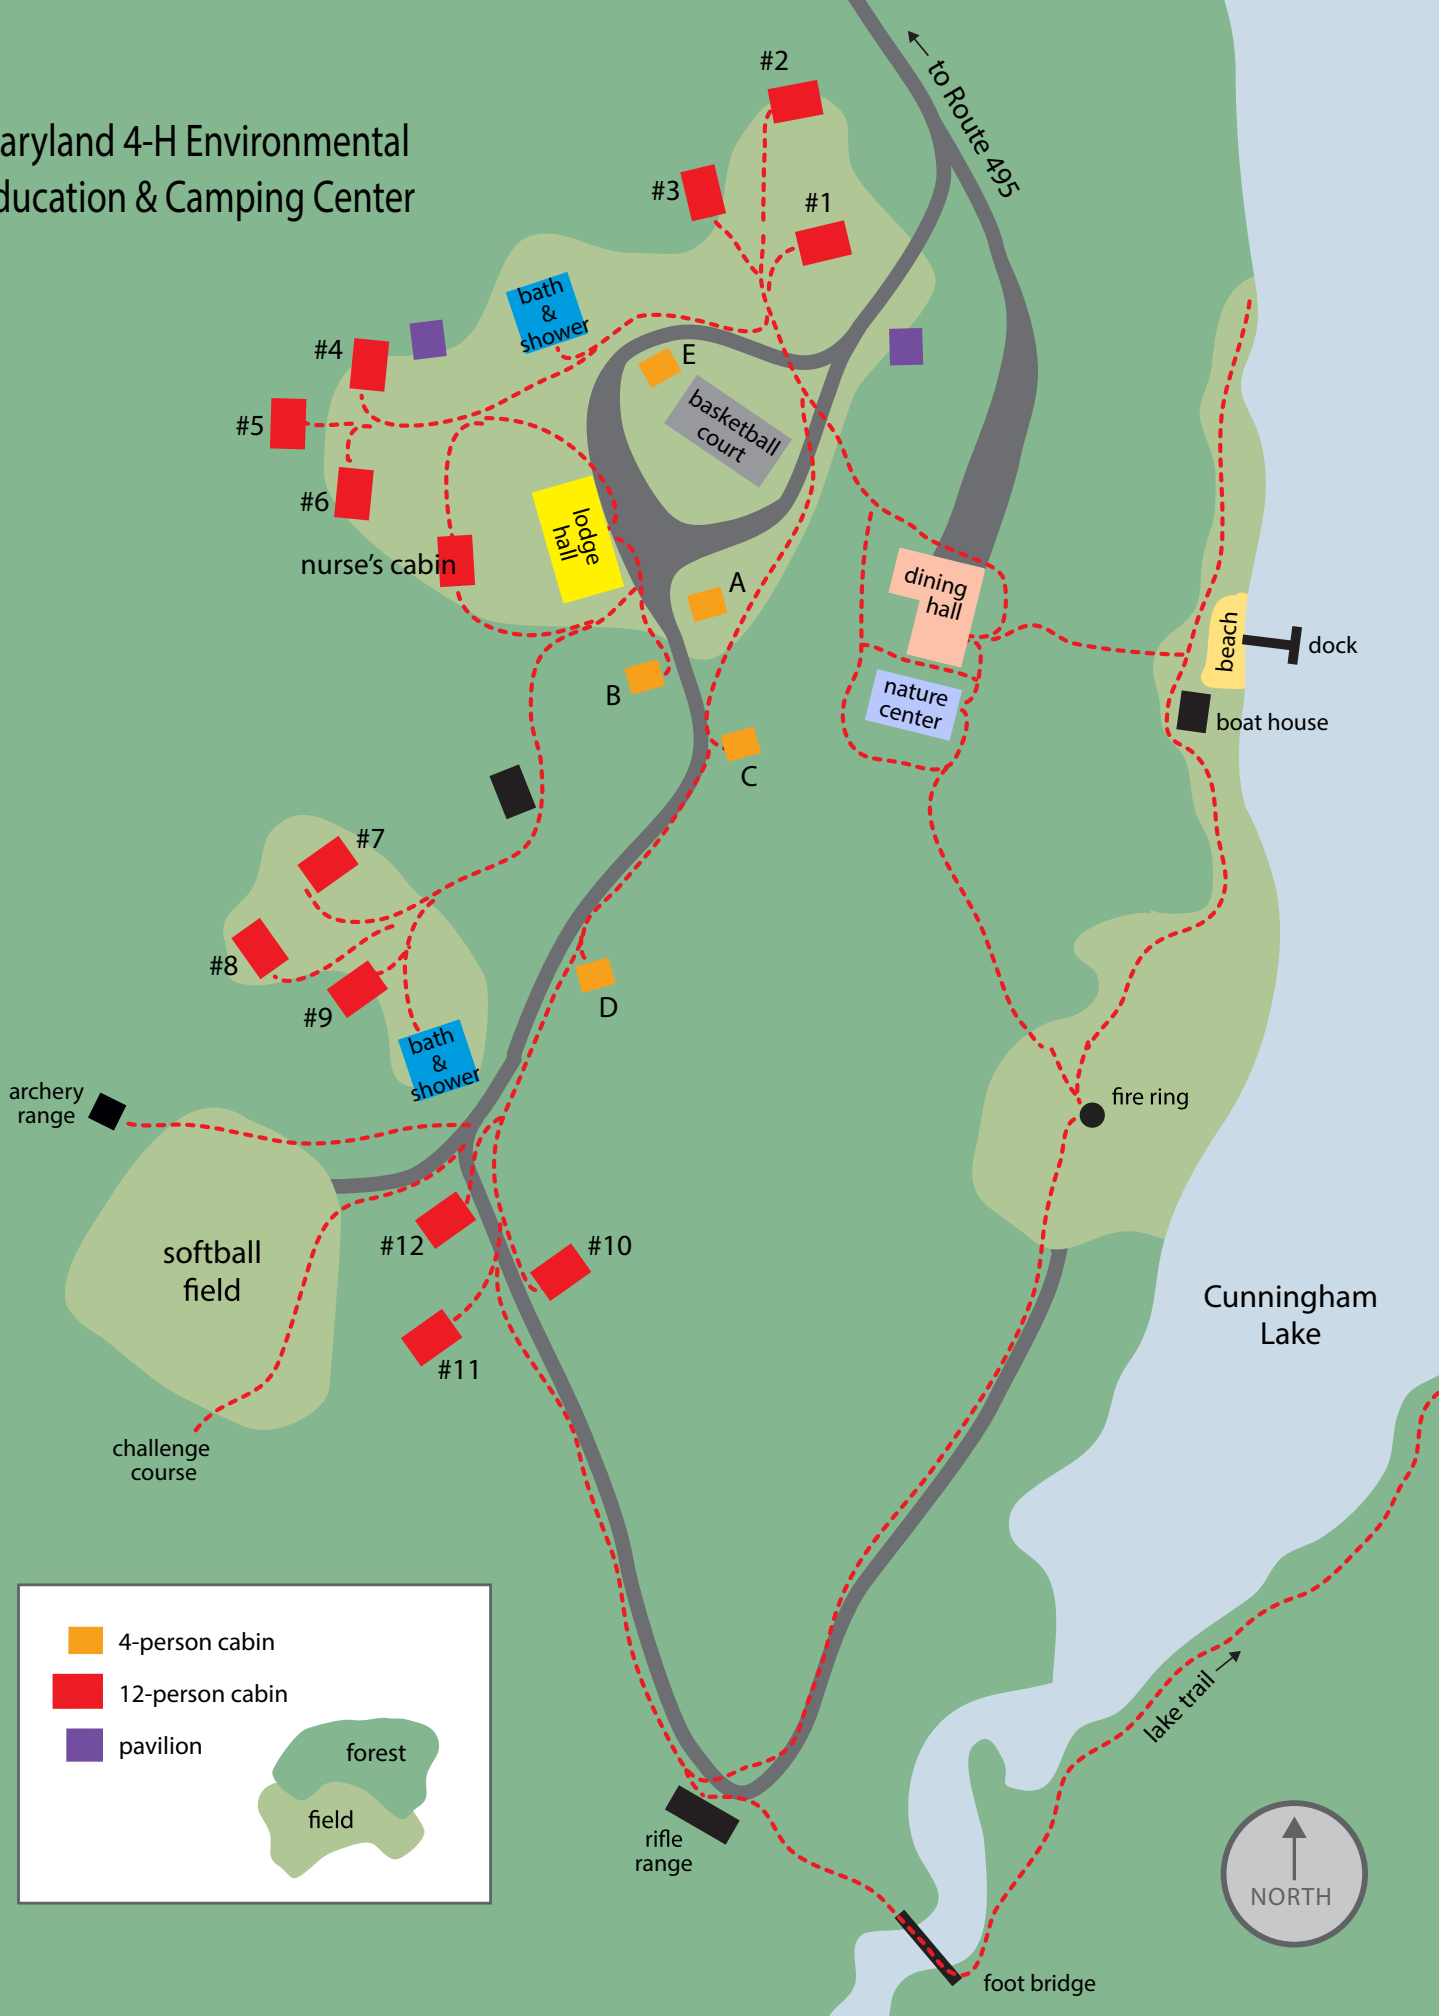 aryland 4-H Environmental
ducation & Camping Center
to Route 495
#2
#3
#1
bath
&
shower
#4
#5
#6
nurse's cabin
E
basketball
court
lodge
hall
A
B
C
dining
hall
nature
center
beach
dock
boat house
#7
#8
#9
D
bath
&
shower
archery
range
fire ring
softball
field
#12
#10
#11
challenge
course
Cunningham
Lake
4-person cabin
12-person cabin
pavilion
forest
field
rifle
range
lake trail
foot bridge
NORTH